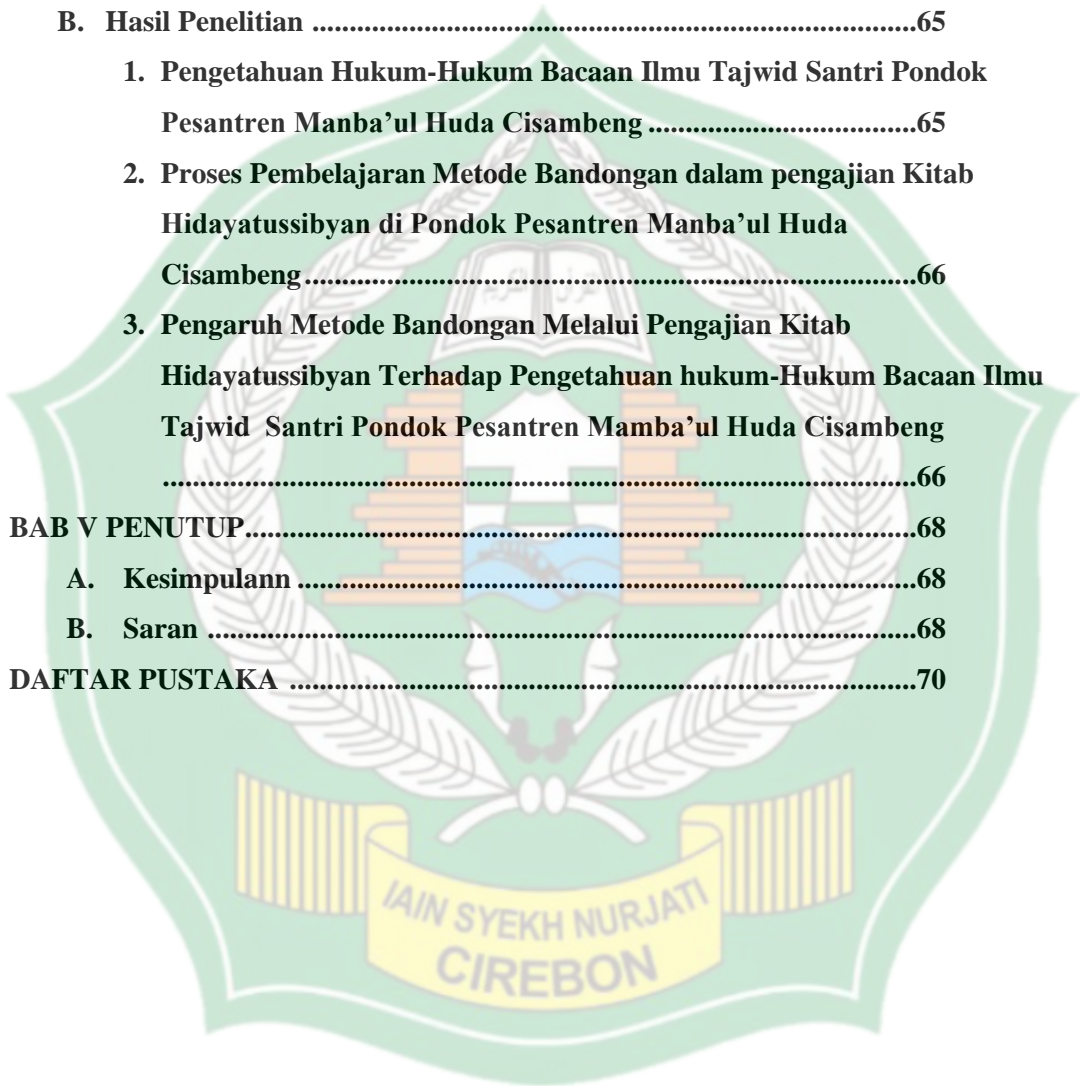 B. Hasil Penelitian ..................................................................................65
1. Pengetahuan Hukum-Hukum Bacaan Ilmu Tajwid Santri Pondok
Pesantren Manba’ul Huda Cisambeng ....................................65
2. Proses Pembelajaran Metode Bandongan dalam pengajian Kitab
Hidayatussibyan di Pondok Pesantren Manba’ul Huda
Cisambeng...................................................................................66
3. Pengaruh Metode Bandongan Melalui Pengajian Kitab
Hidayatussibyan Terhadap Pengetahuan hukum-Hukum Bacaan Ilmu
Tajwid Santri Pondok Pesantren Mamba’ul Huda Cisambeng
......................................................................................................66
BAB V PENUTUP...........................................................................................68
A. Kesimpulann ....................................................................................68
B. Saran ................................................................................................68
DAFTAR PUSTAKA .....................................................................................70
IAIN SYEKH NURJATI
CIREBON